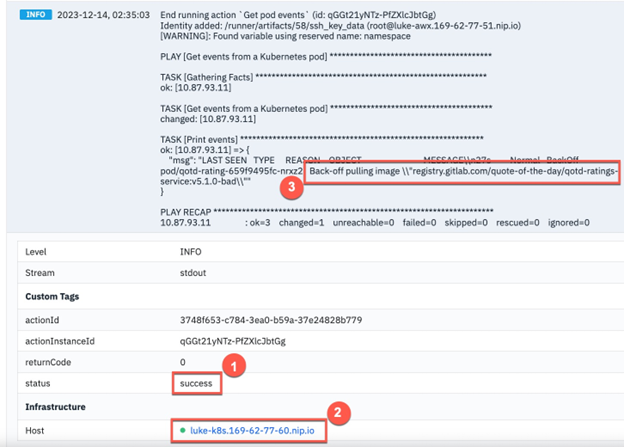 INFO 2023-12-14, 02:35:03 End running action `Get pod events` (id: qGGt21yNTz-PfZXlcJbtGg)
Identity added: /runner/artifacts/58/ssh_key_data (root@luke-awx.169-62-77-51.nip.io)
[WARNING]: Found variable using reserved name: namespace
PLAY [Get events from a Kubernetes pod] ****************************************
TASK [Gathering Facts] *********************************************************
ok: [10.87.93.11]
TASK [Get events from a Kubernetes pod] ****************************************
changed: [10.87.93.11]
TASK [Print events] ************************************************************
ok: [10.87.93.11] => {
"msg": "LAST SEEN TYPE REASON OBJECT MESSAGE\\n27s Normal BackOff
pod/qotd-rating-659f9495fc-nrxz2 Back-off pulling image \\"registry.gitlab.com/quote-of-the-day/qotd-ratings-
service:v5.1.0-bad\\""
3
}
PLAY RECAP *********************************************************************
10.87.93.11 : ok=3 changed=1 unreachable=0 failed=0 skipped=0 rescued=0 ignored=0
Level INFO
Stream stdout
Custom Tags
actionId 3748f653-c784-3ea0-b59a-37e24828b779
actionInstanceId qGGt21yNTz-PfZXlcJbtGg
returnCode 0
1
status success
Infrastructure
2
Host luke-k8s.169-62-77-60.nip.io